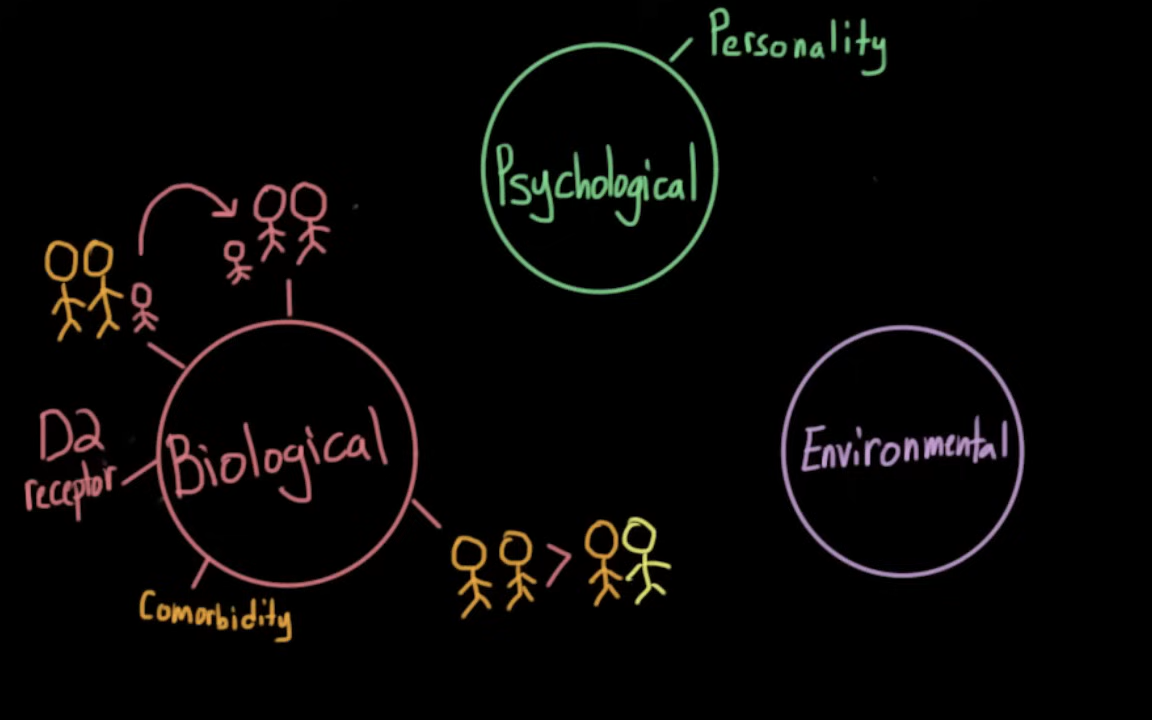 Personality
Psychological
D2
receptor
Biological
Environmental
>
Comorbidity